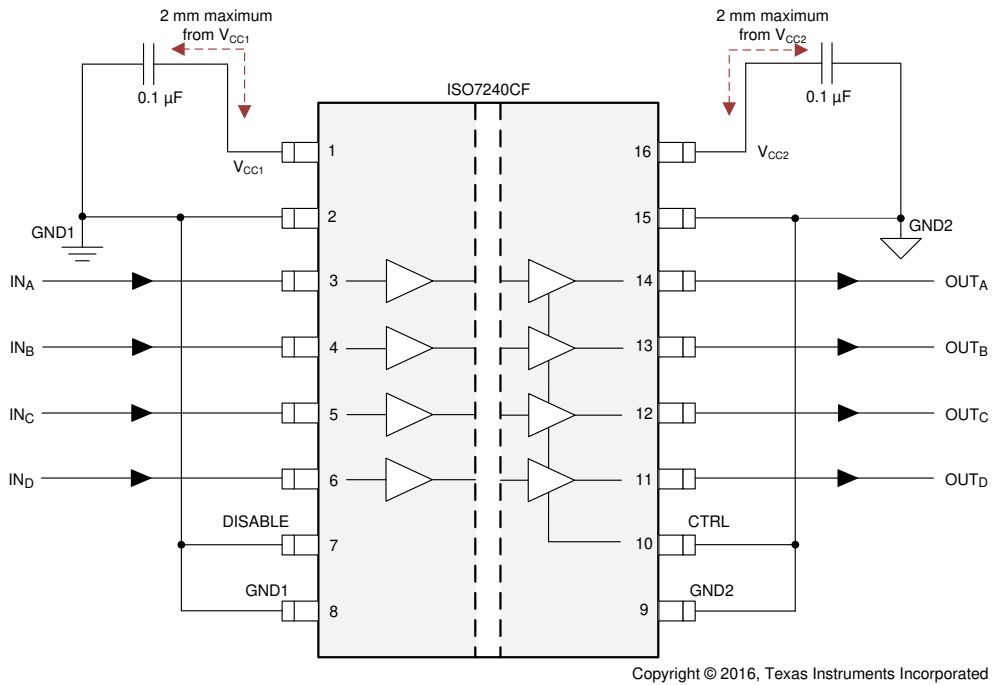 2 mm maximum
from VCC1
2 mm maximum
from VCC2
0.1 µF
0.1 µF
ISO7240CF
1
16
VCC1
VCC2
2
15
GND1
GND2
INA
3
14
OUTA
INB
4
13
OUTB
INC
5
12
OUTC
IND
6
11
OUTD
DISABLE
7
10
CTRL
GND1
8
9
GND2
Copyright © 2016, Texas Instruments Incorporated